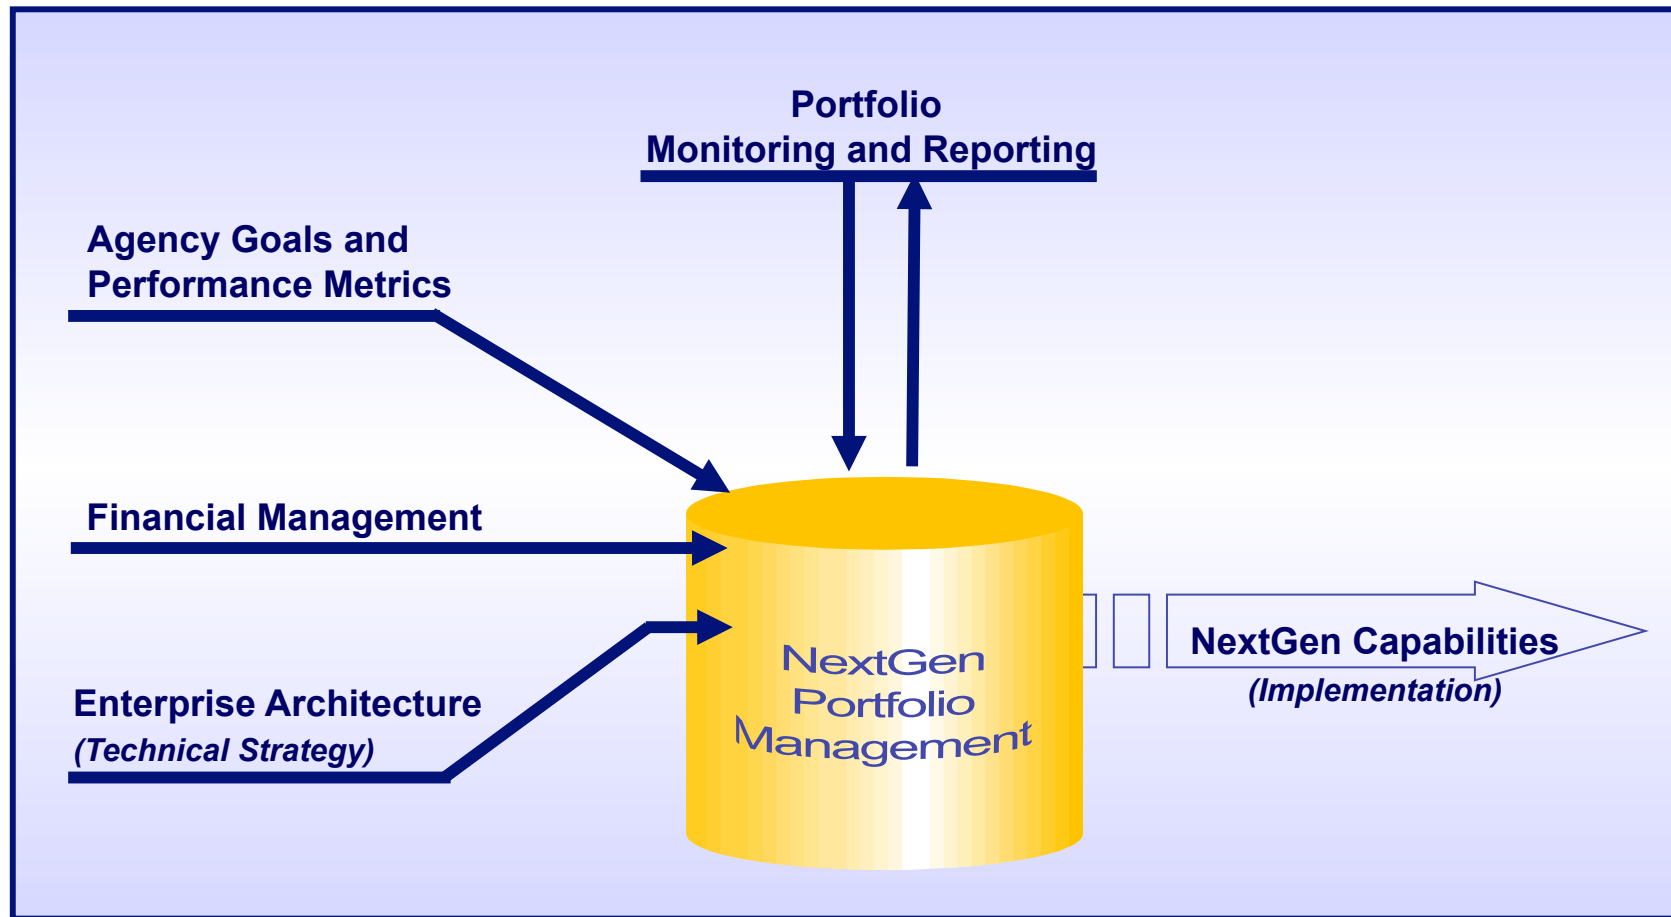 Portfolio
Monitoring and Reporting
Agency Goals and
Performance Metrics
Financial Management
Enterprise Architecture
(Technical Strategy)
NextGen
Portfolio
Management
NextGen Capabilities
(Implementation)